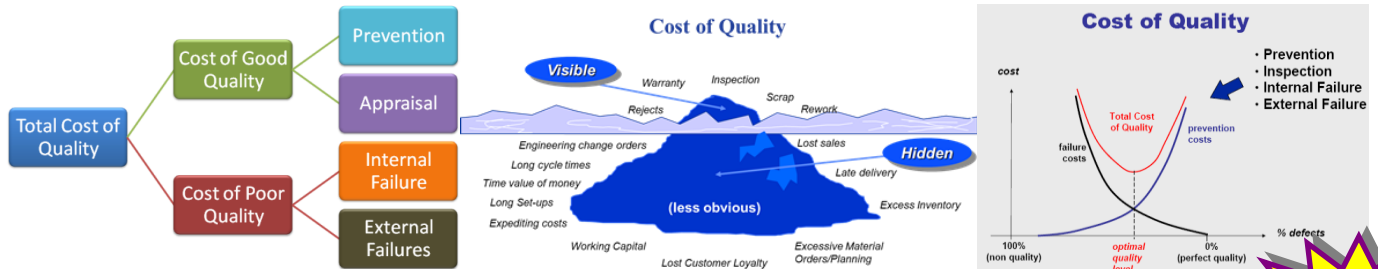 Total Cost of
Quality
Cost of Good
Quality
Cost of Poor
Quality
Prevention
Appraisal
Internal
Failure
External
Failures
Cost of Quality
Visible
Warranty
Inspection
Rejects
Scrap
Rework
Engineering change orders
Lost sales
Long cycle times
Hidden
Late delivery
Time value of money
Long Set-ups
(less obvious)
Excess Inventory
Expediting costs
Working Capital
Excessive Material
Orders/Planning
Lost Customer Loyalty
Cost of Quality
· Prevention
· Inspection
· Internal Failure
· External Failure
cost
Total Cost
of Quality
failure
costs
prevention
costs
% defects
100%
(non quality)
optimal
quality
level
0%
(perfect quality)